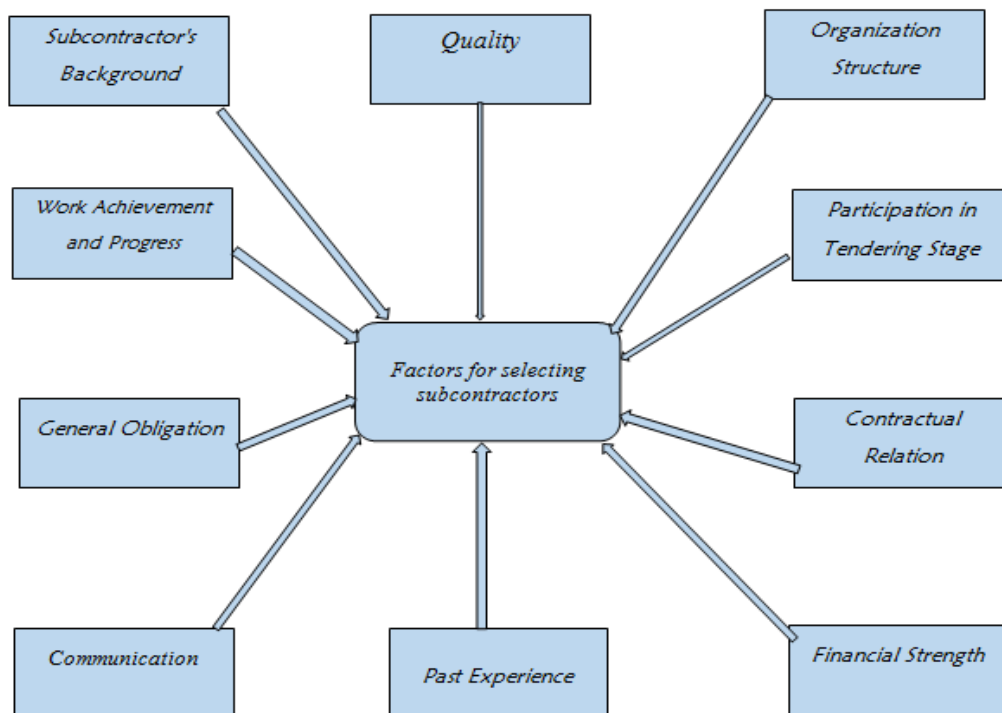 Subcontractor's
Background
Quality
Organization
Structure
Work Achievement
and Progress
Participation in
Tendering Stage
Factors for selecting
subcontractors
General Obligation
Contractual
Relation
Communication
Past Experience
Financial Strength